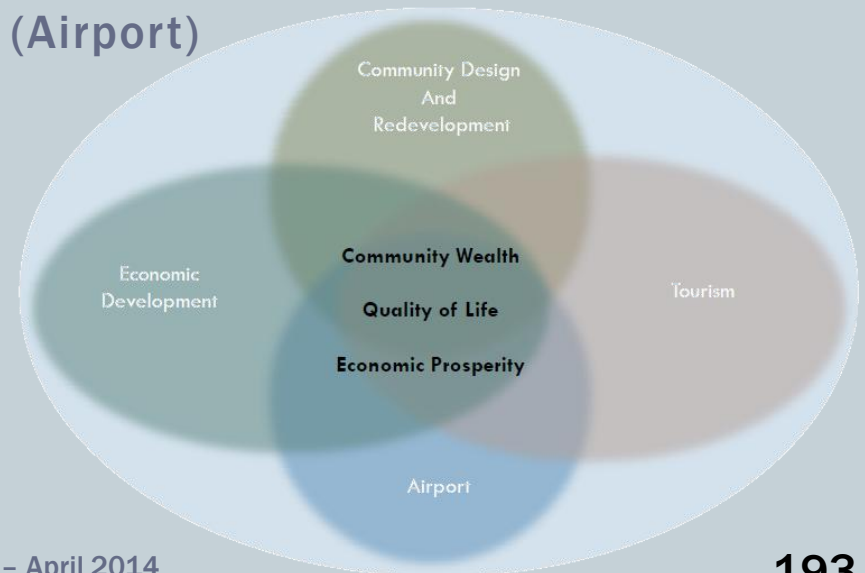 (Airport)
Community Design
And
Redevelopment
Economic
Development
Community Wealth
Quality of Life
Economic Prosperity
Tourism
Airport
– April 2014
193